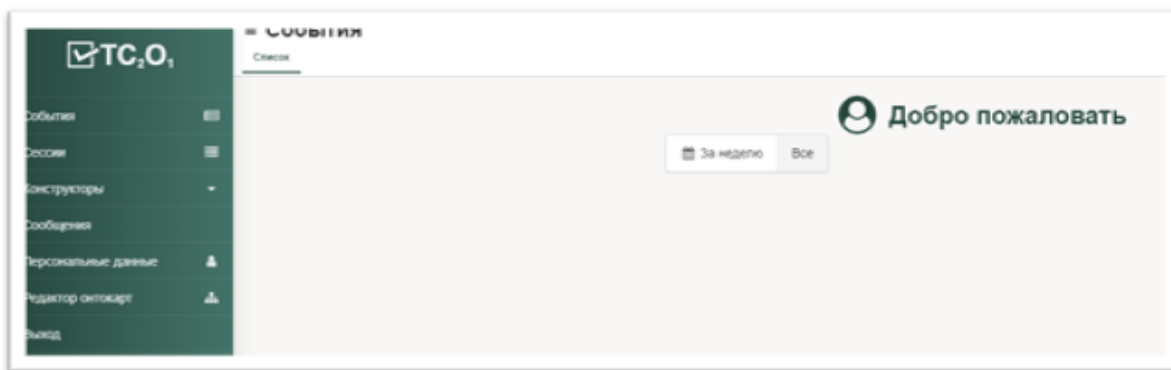 TC₂O₁
События
Список
События
Сессии
Конструкторы
Сообщения
Персональные данные
Редактор онтокарт
Выход
Добро пожаловать
За неделю Все